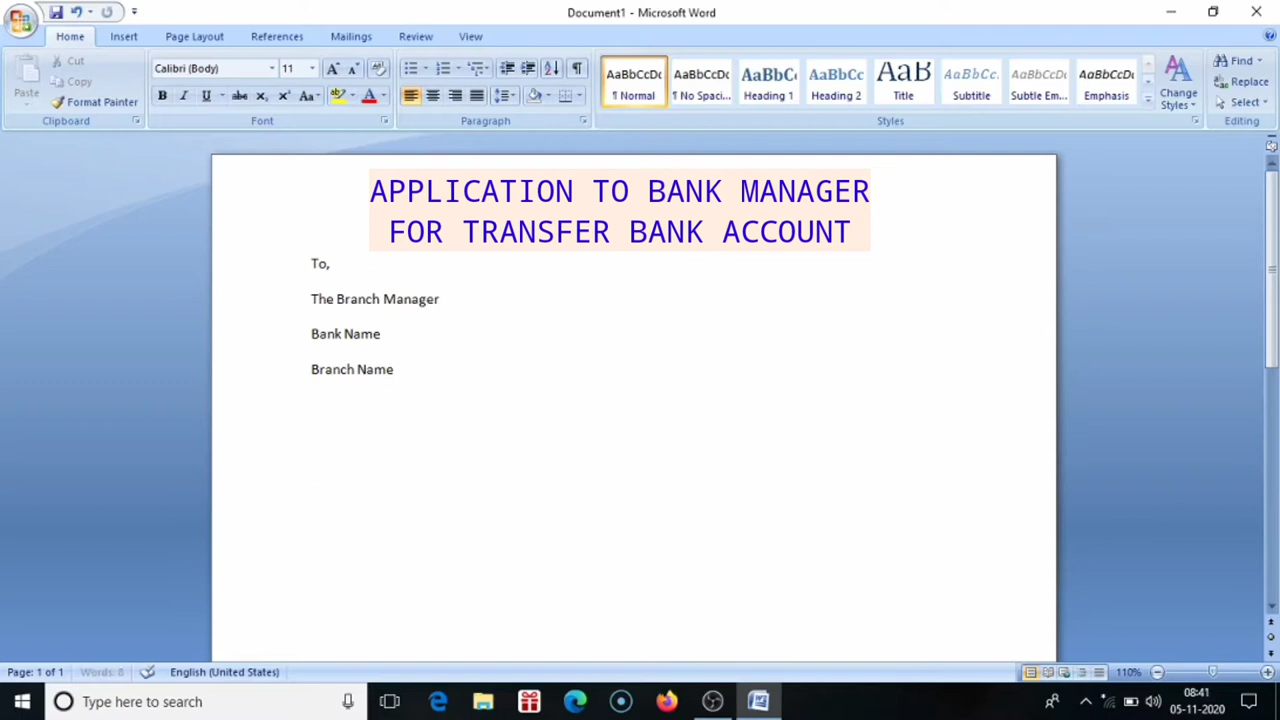 Document1 - Microsoft Word
Home Insert Page Layout References Mailings Review View
Cut
Copy
Paste
Format Painter
Clipboard
Calibri (Body) 11
Font
Paragraph
AaBbCcDc AaBbCcDc AaBbC AaBbCc AaB AaBbCc. AaBbCcDc AaBbCcDc
¶ Normal ¶ No Spaci... Heading 1 Heading 2 Title Subtitle Subtle Em... Emphasis
Change
Styles
Styles
Find
Replace
Select
Editing
APPLICATION TO BANK MANAGER
FOR TRANSFER BANK ACCOUNT
To,
The Branch Manager
Bank Name
Branch Name
Page: 1 of 1 Words: 8 English (United States) 110%
Type here to search
08:41
05-11-2020